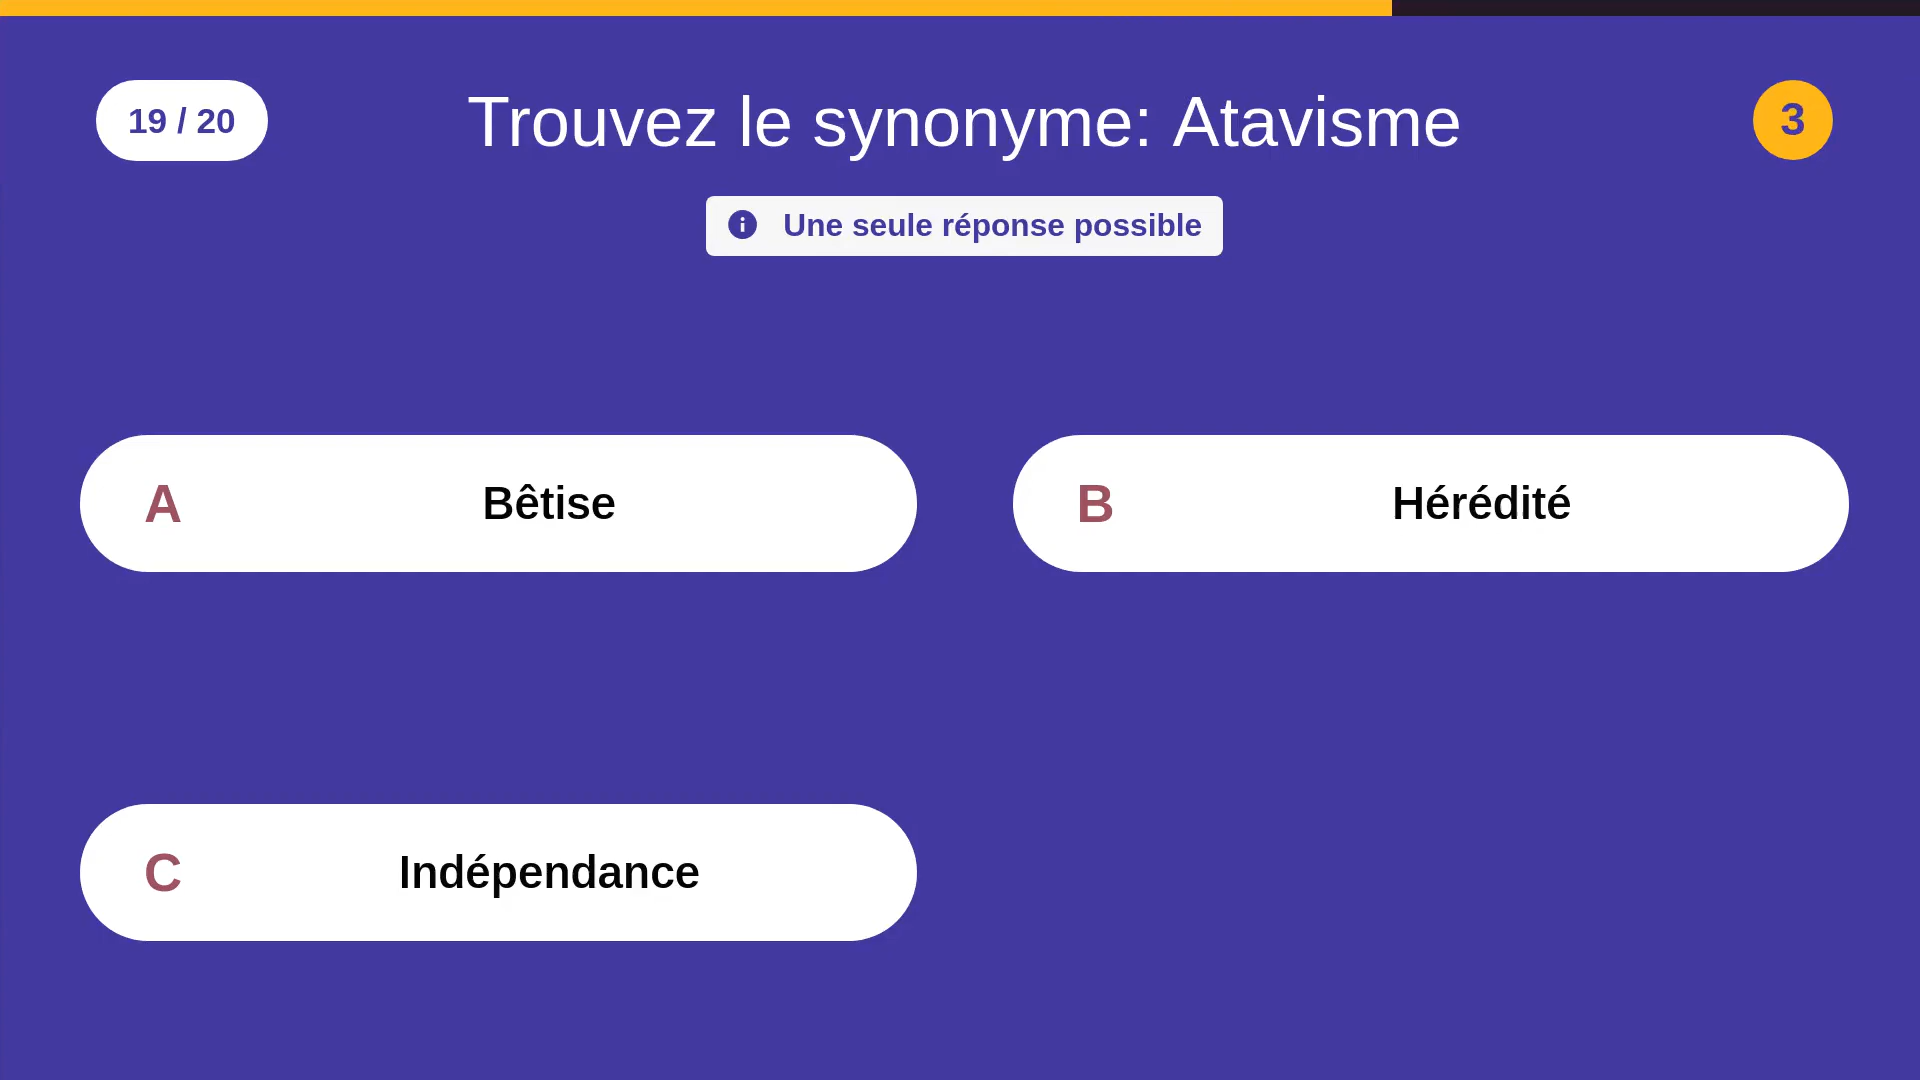 19 / 20
Trouvez le synonyme: Atavisme
3
Une seule réponse possible
A
Bêtise
B
Hérédité
C
Indépendance